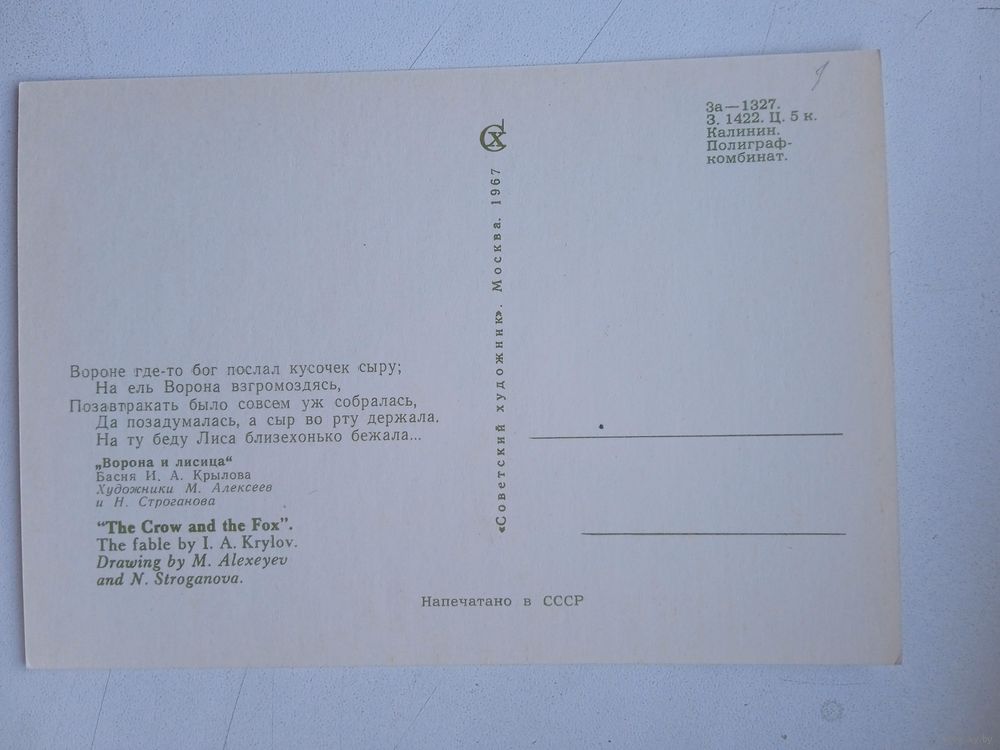 За—1327.
З. 1422. Ц. 5 к.
Калинин.
Полиграф-
комбинат.
СХ
«Советский художник». Москва. 1967
Вороне где-то бог послал кусочек сыру;
На ель Ворона взгромоздясь,
Позавтракать было совсем уж собралась,
Да позадумалась, а сыр во рту держала.
На ту беду Лиса близехонько бежала...
„Ворона и лисица“
Басня И. А. Крылова
Художники М. Алексеев
и Н. Строганова
“The Crow and the Fox”.
The fable by I. A. Krylov.
Drawing by M. Alexeyev
and N. Stroganova.
Напечатано в СССР